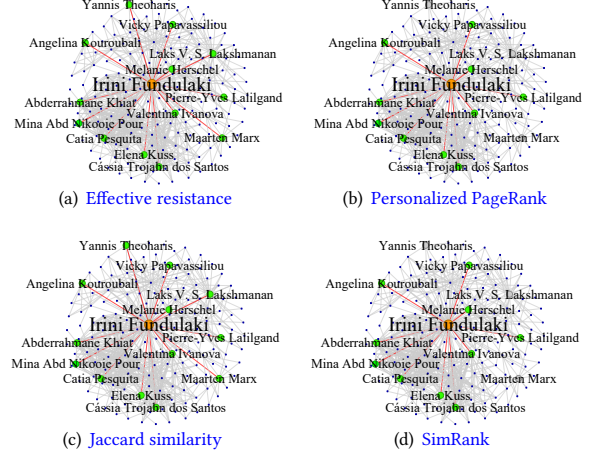 Yannis Theoharis
Vicky Papavassiliou
Angelina Kouroubali
Laks V. S. Lakshmanan
Melanie Herschel
Irini Fundulaki
Pierre-Yves Lalilgand
Abderrahmane Khiat
Valentina Ivanova
Mina Abd Nikooie Pour
Catia Pesquita
Maarten Marx
Elena Kuss
Cássia Trojahn dos Santos
(a) Effective resistance
Yannis Theoharis
Vicky Papavassiliou
Angelina Kouroubali
Laks V. S. Lakshmanan
Melanie Herschel
Irini Fundulaki
Pierre-Yves Lalilgand
Abderrahmane Khiat
Valentina Ivanova
Mina Abd Nikooie Pour
Catia Pesquita
Maarten Marx
Elena Kuss
Cássia Trojahn dos Santos
(b) Personalized PageRank
Yannis Theoharis
Vicky Papavassiliou
Angelina Kouroubali
Laks V. S. Lakshmanan
Melanie Herschel
Irini Fundulaki
Pierre-Yves Lalilgand
Abderrahmane Khiat
Valentina Ivanova
Mina Abd Nikooie Pour
Catia Pesquita
Maarten Marx
Elena Kuss
Cássia Trojahn dos Santos
(c) Jaccard similarity
Yannis Theoharis
Vicky Papavassiliou
Angelina Kouroubali
Laks V. S. Lakshmanan
Melanie Herschel
Irini Fundulaki
Pierre-Yves Lalilgand
Abderrahmane Khiat
Valentina Ivanova
Mina Abd Nikooie Pour
Catia Pesquita
Maarten Marx
Elena Kuss
Cássia Trojahn dos Santos
(d) SimRank